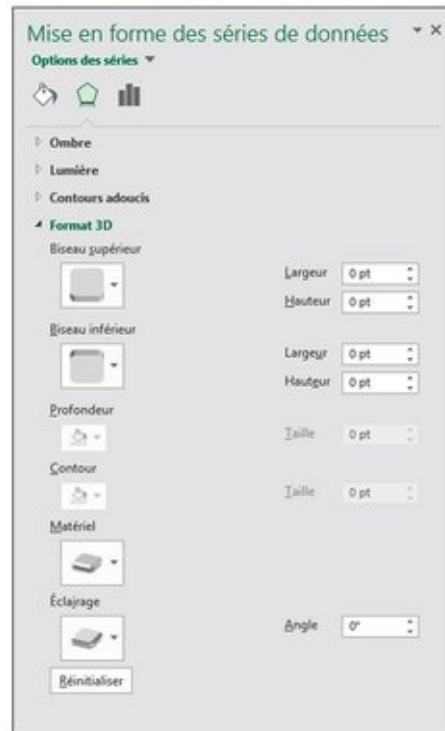 Mise en forme des séries de données
Options des séries
Ombre
Lumière
Contours adoucis
Format 3D
Biseau supérieur
Largeur 0 pt
Hauteur 0 pt
Biseau inférieur
Largeur 0 pt
Hauteur 0 pt
Profondeur
Taille 0 pt
Contour
Taille 0 pt
Matériel
Éclairage
Angle 0°
Réinitialiser